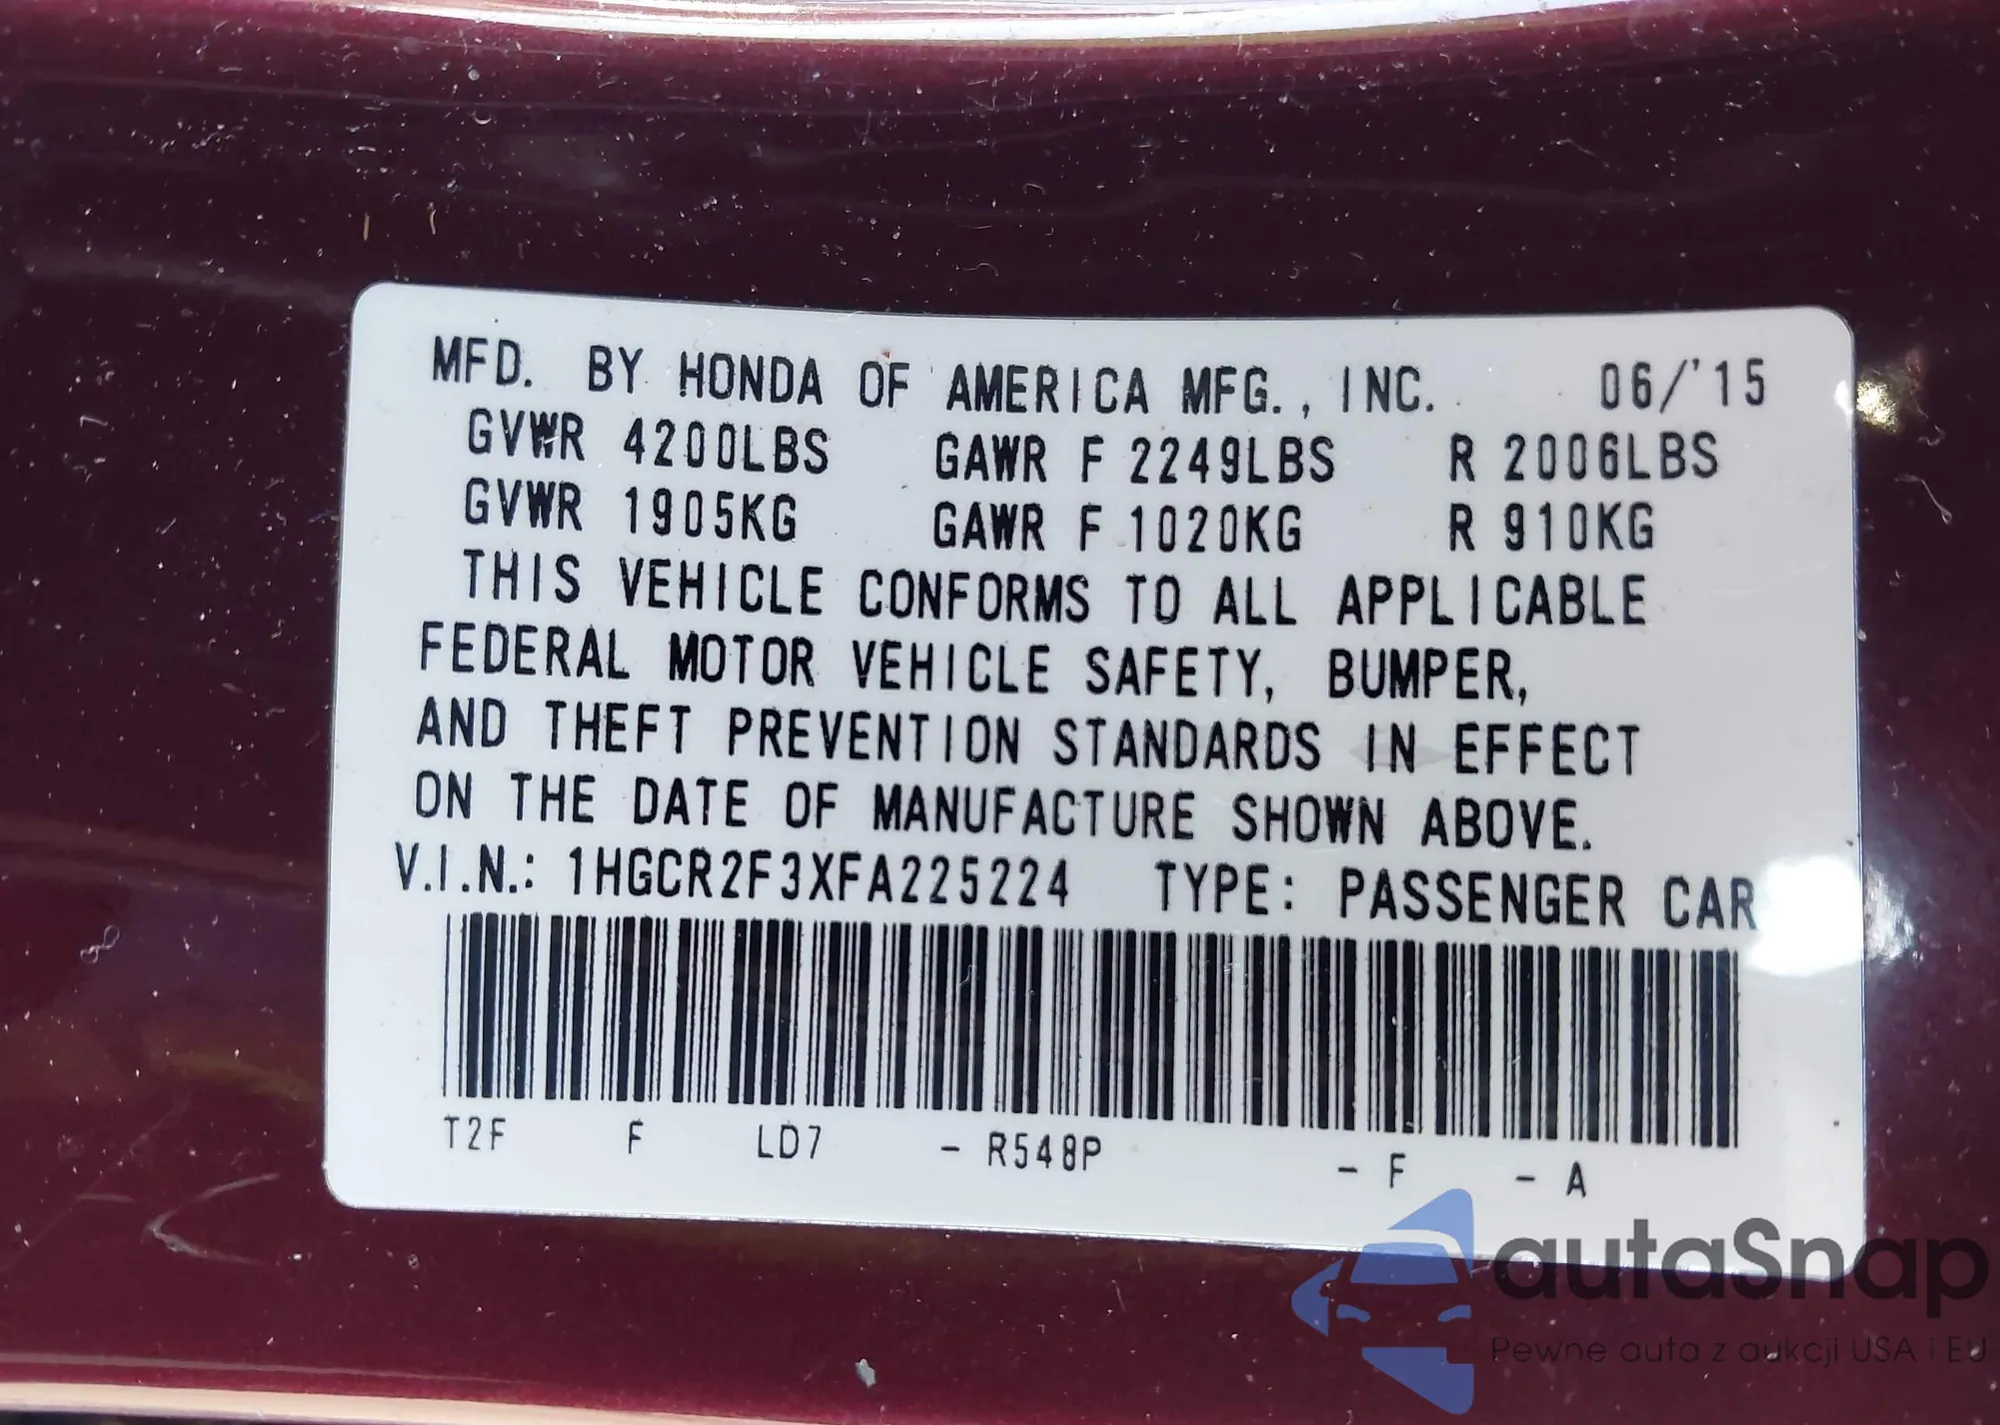 MFD. BY HONDA OF AMERICA MFG., INC. 06/'15
GVWR 4200LBS GAWR F 2249LBS R 2006LBS
GVWR 1905KG GAWR F 1020KG R 910KG
THIS VEHICLE CONFORMS TO ALL APPLICABLE
FEDERAL MOTOR VEHICLE SAFETY, BUMPER,
AND THEFT PREVENTION STANDARDS IN EFFECT
ON THE DATE OF MANUFACTURE SHOWN ABOVE.
V.I.N.: 1HGCR2F3XFA225224 TYPE: PASSENGER CAR
T2F F LD7 - R548P - F - A
autaSnap
Pewne auta z aukcji USA i EU